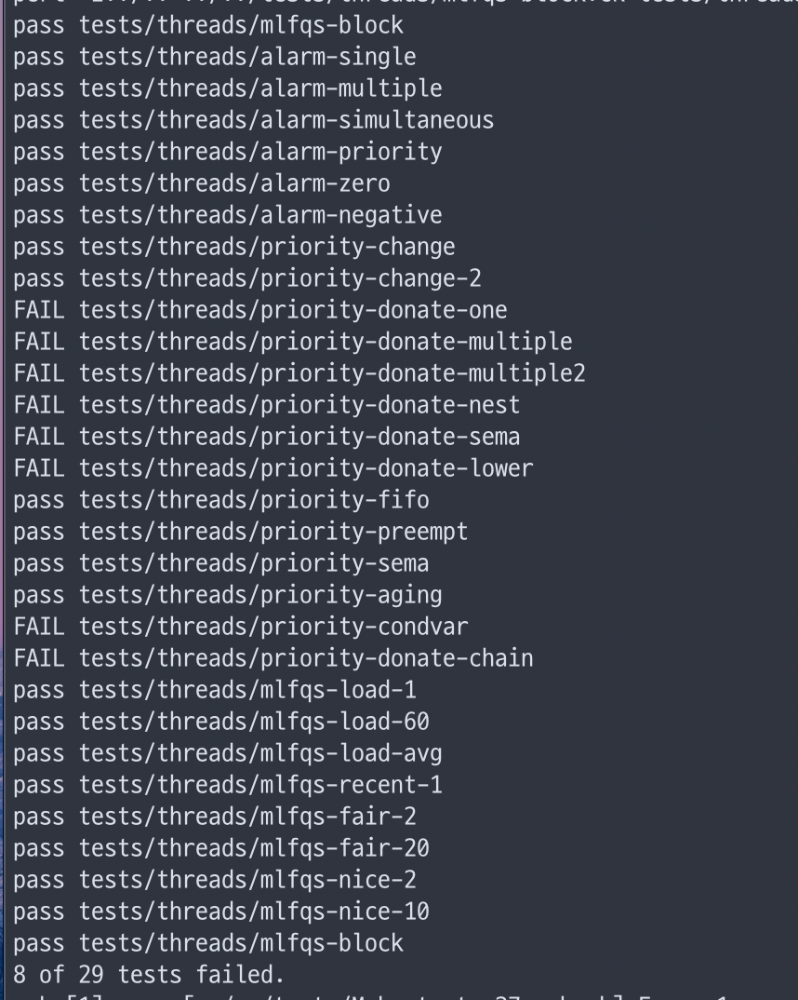 pass tests/threads/mlfqs-block
pass tests/threads/alarm-single
pass tests/threads/alarm-multiple
pass tests/threads/alarm-simultaneous
pass tests/threads/alarm-priority
pass tests/threads/alarm-zero
pass tests/threads/alarm-negative
pass tests/threads/priority-change
pass tests/threads/priority-change-2
FAIL tests/threads/priority-donate-one
FAIL tests/threads/priority-donate-multiple
FAIL tests/threads/priority-donate-multiple2
FAIL tests/threads/priority-donate-nest
FAIL tests/threads/priority-donate-sema
FAIL tests/threads/priority-donate-lower
pass tests/threads/priority-fifo
pass tests/threads/priority-preempt
pass tests/threads/priority-sema
pass tests/threads/priority-aging
FAIL tests/threads/priority-condvar
FAIL tests/threads/priority-donate-chain
pass tests/threads/mlfqs-load-1
pass tests/threads/mlfqs-load-60
pass tests/threads/mlfqs-load-avg
pass tests/threads/mlfqs-recent-1
pass tests/threads/mlfqs-fair-2
pass tests/threads/mlfqs-fair-20
pass tests/threads/mlfqs-nice-2
pass tests/threads/mlfqs-nice-10
pass tests/threads/mlfqs-block
8 of 29 tests failed.